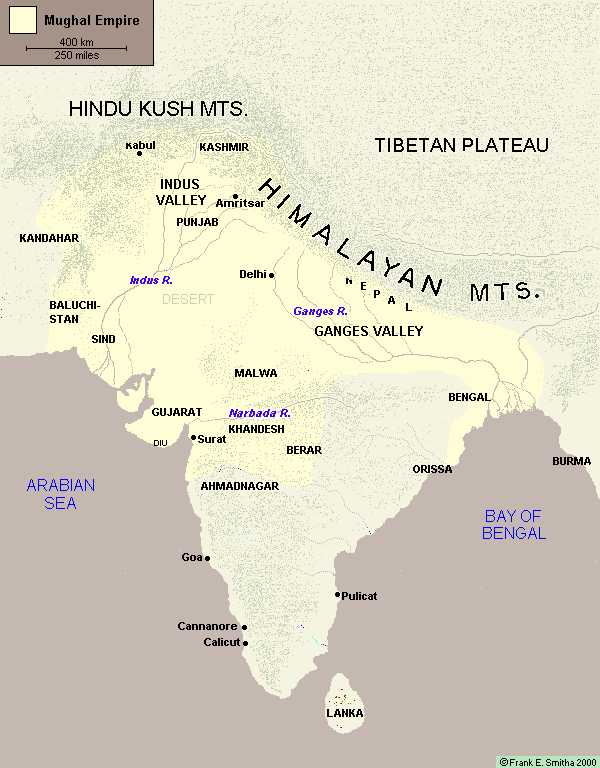 Mughal Empire
400 km
250 miles
HINDU KUSH MTS.
TIBETAN PLATEAU
Kabul
KASHMIR
INDUS
VALLEY
Amritsar
PUNJAB
HIMALAYAN MTS.
KANDAHAR
Delhi
Indus R.
NEPAL
DESERT
BALUCHI-
STAN
Ganges R.
GANGES VALLEY
SIND
MALWA
BENGAL
GUJARAT
Narbada R.
KHANDESH
DIU
Surat
BERAR
ORISSA
BURMA
AHMADNAGAR
ARABIAN
SEA
BAY OF
BENGAL
Goa
Pulicat
Cannanore
Calicut
LANKA
©Frank E. Smitha 2000